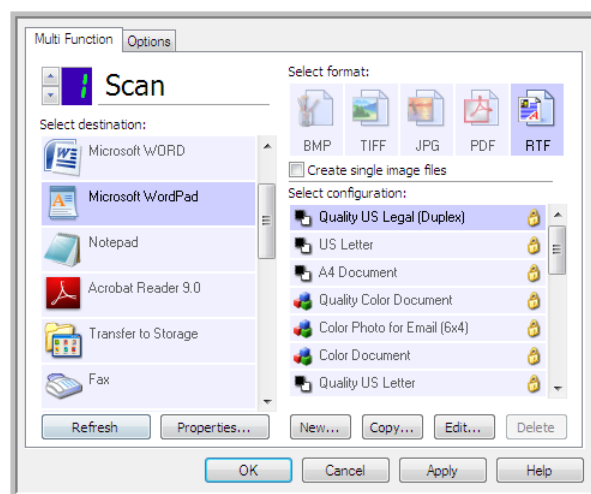 Multi Function
Options
1 Scan
Select destination:
Microsoft WORD
Microsoft WordPad
Notepad
Acrobat Reader 9.0
Transfer to Storage
Fax
Refresh
Properties...
Select format:
BMP TIFF JPG PDF RTF
Create single image files
Select configuration:
Quality US Legal (Duplex)
US Letter
A4 Document
Quality Color Document
Color Photo for Email (6x4)
Color Document
Quality US Letter
New... Copy... Edit... Delete
OK Cancel Apply Help